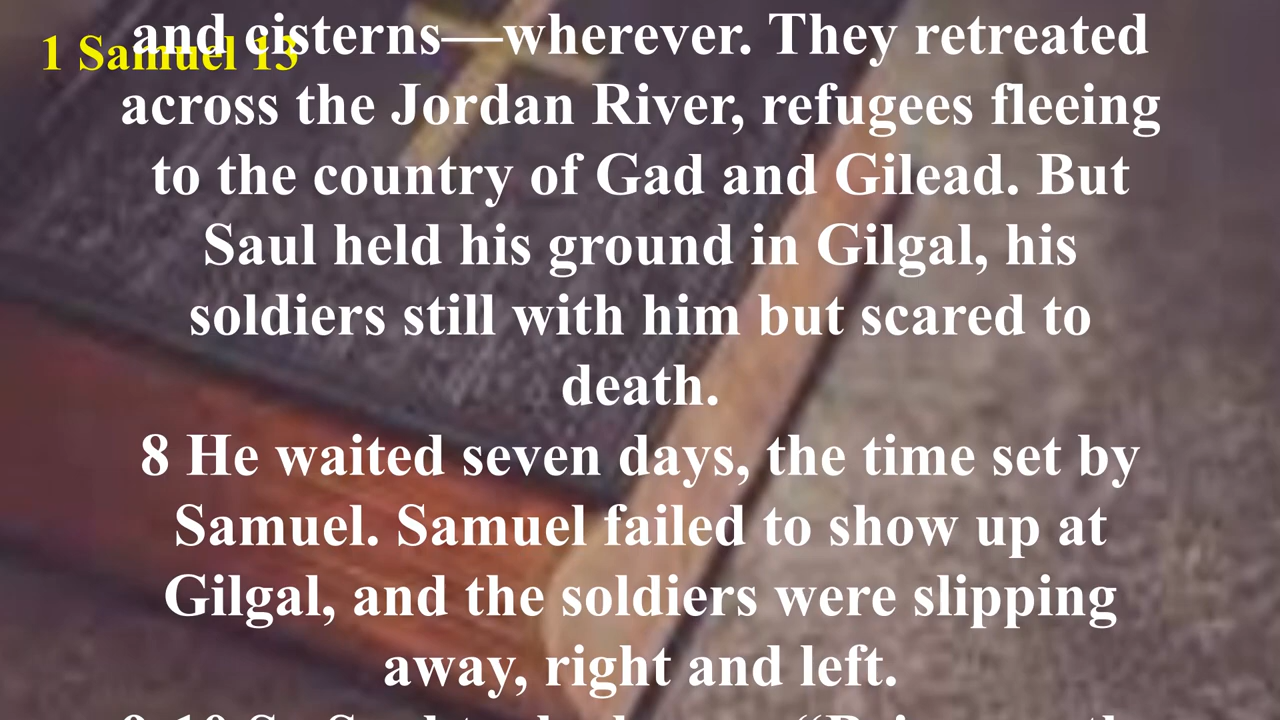 1 Samuel 13
and cisterns—wherever. They retreated
across the Jordan River, refugees fleeing
to the country of Gad and Gilead. But
Saul held his ground in Gilgal, his
soldiers still with him but scared to
death.
8 He waited seven days, the time set by
Samuel. Samuel failed to show up at
Gilgal, and the soldiers were slipping
away, right and left.